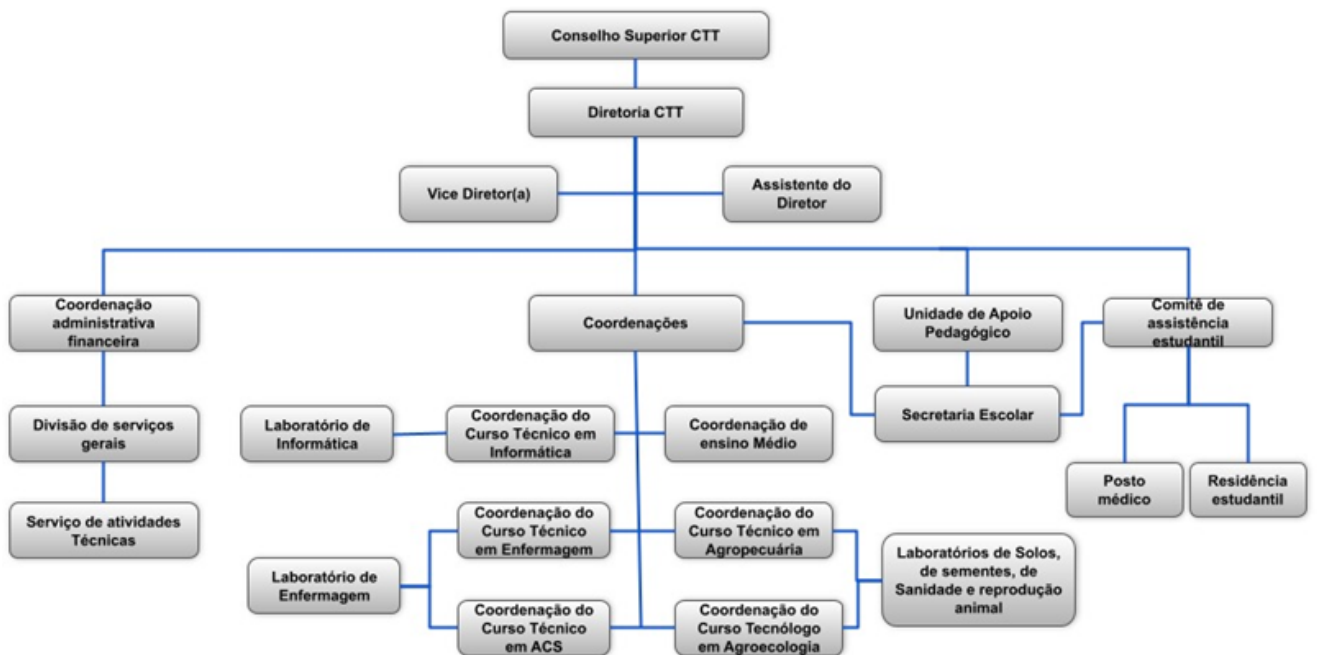 Conselho Superior CTT
Diretoria CTT
Vice Diretor(a)
Assistente do
Diretor
Coordenação
administrativa
financeira
Coordenações
Unidade de Apoio
Pedagógico
Comitê de
assistência
estudantil
Divisão de serviços
gerais
Laboratório de
Informática
Coordenação do
Curso Técnico em
Informática
Coordenação de
ensino Médio
Secretaria Escolar
Posto
médico
Residência
estudantil
Serviço de atividades
Técnicas
Coordenação do
Curso Técnico
em Enfermagem
Coordenação do
Curso Técnico em
Agropecuária
Laboratório de
Enfermagem
Laboratórios de Solos,
de sementes, de
Sanidade e reprodução
animal
Coordenação do
Curso Técnico
em ACS
Coordenação do
Curso Tecnólogo
em Agroecologia